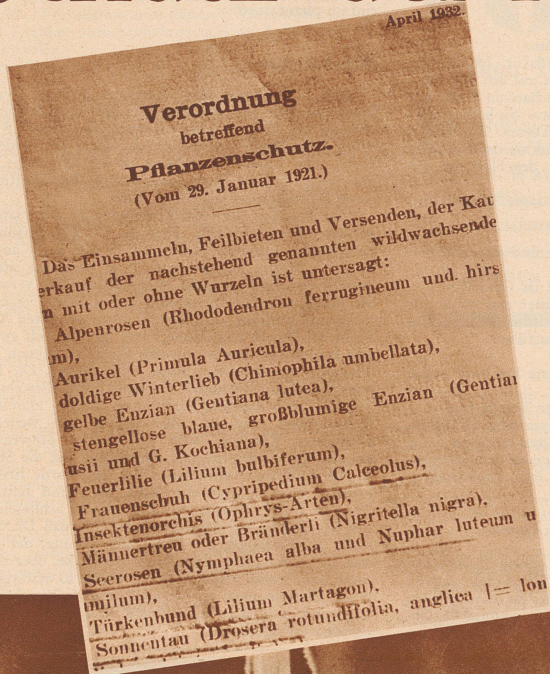 April 1932.
Verordnung
betreffend
Pflanzenschutz.
(Vom 29. Januar 1921.)
Das Einsammeln, Feilbieten und Versenden, der Kau
erkauf der nachstehend genannten wildwachsende
n mit oder ohne Wurzeln ist untersagt:
Alpenrosen (Rhododendron ferrugineum und. hirs
m),
Aurikel (Primula Auricula),
doldige Winterlieb (Chimophila umbellata),
gelbe Enzian (Gentiana lutea),
stengellose blaue, großblumige Enzian (Gentian
usii und G. Kochiana),
Feuerlilie (Lilium bulbiferum),
Frauenschuh (Cypripedium Calceolus),
Insektenorchis (Ophrys-Arten),
Männertreu oder Bränderli (Nigritella nigra),
Seerosen (Nymphaea alba und Nuphar luteum u
milum),
Türkenbund (Lilium Martagon),
Sonnentau (Drosera rotundifolia, anglica [= lon